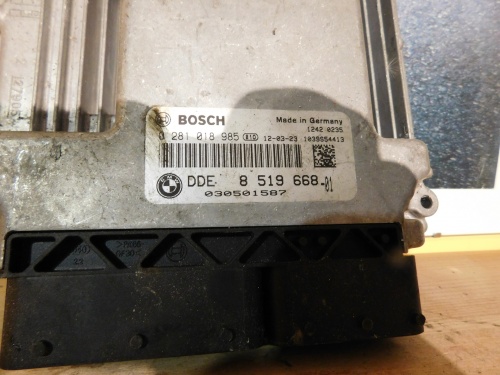 BOSCH
Made in Germany
1242 0235
0 281 018 985 12-03-23 1039S54413
DDE 8 519 668-01
030501587